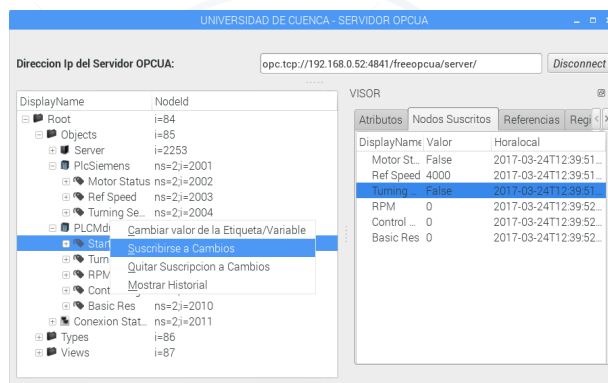 UNIVERSIDAD DE CUENCA - SERVIDOR OPCUA
Direccion Ip del Servidor OPCUA:
opc.tcp://192.168.0.52:4841/freeopcua/server/
Disconnect
DisplayName NodeId
Root i=84
Objects i=85
Server i=2253
PlcSiemens ns=2;i=2001
Motor Status ns=2;i=2002
Ref Speed ns=2;i=2003
Turning Se... ns=2;i=2004
PLCMd
Start
Turn
RPM
Cont
Basic Res ns=2;i=2010
Conexion Stat... ns=2;i=2011
Types i=86
Views i=87
Cambiar valor de la Etiqueta/Variable
Suscribirse a Cambios
Quitar Suscripcion a Cambios
Mostrar Historial
VISOR
Atributos Nodos Suscritos Referencias Regi
DisplayName Valor Horalocal
Motor St... False 2017-03-24T12:39:51...
Ref Speed 4000 2017-03-24T12:39:51...
Turning ... False 2017-03-24T12:39:51...
RPM 0 2017-03-24T12:39:52...
Control ... 0 2017-03-24T12:39:52...
Basic Res 0 2017-03-24T12:39:52...